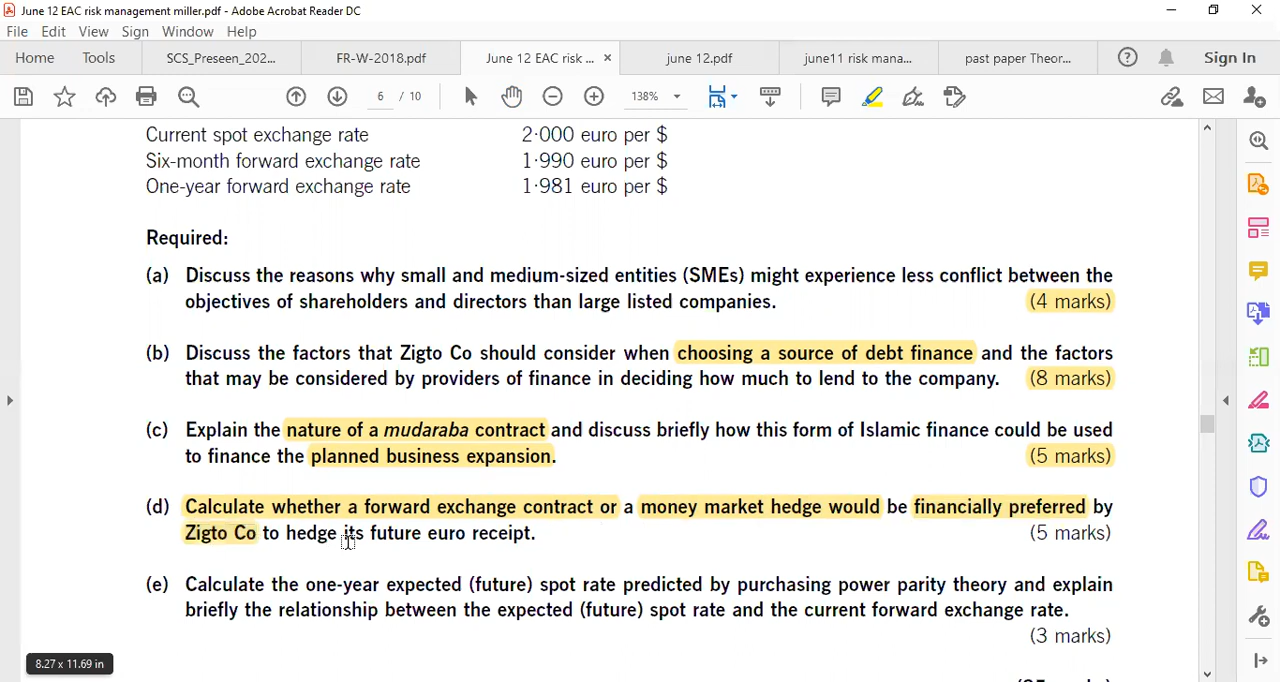 June 12 EAC risk management miller.pdf - Adobe Acrobat Reader DC
File Edit View Sign Window Help
Home Tools SCS_Preseen_202... FR-W-2018.pdf June 12 EAC risk ... × june 12.pdf june11 risk mana... past paper Theor... Sign In
6 / 10 138%
Current spot exchange rate 2·000 euro per $
Six-month forward exchange rate 1·990 euro per $
One-year forward exchange rate 1·981 euro per $
Required:
(a) Discuss the reasons why small and medium-sized entities (SMEs) might experience less conflict between the
objectives of shareholders and directors than large listed companies. (4 marks)
(b) Discuss the factors that Zigto Co should consider when choosing a source of debt finance and the factors
that may be considered by providers of finance in deciding how much to lend to the company. (8 marks)
(c) Explain the nature of a mudaraba contract and discuss briefly how this form of Islamic finance could be used
to finance the planned business expansion. (5 marks)
(d) Calculate whether a forward exchange contract or a money market hedge would be financially preferred by
Zigto Co to hedge its future euro receipt. (5 marks)
(e) Calculate the one-year expected (future) spot rate predicted by purchasing power parity theory and explain
briefly the relationship between the expected (future) spot rate and the current forward exchange rate.
(3 marks)
8.27 x 11.69 in